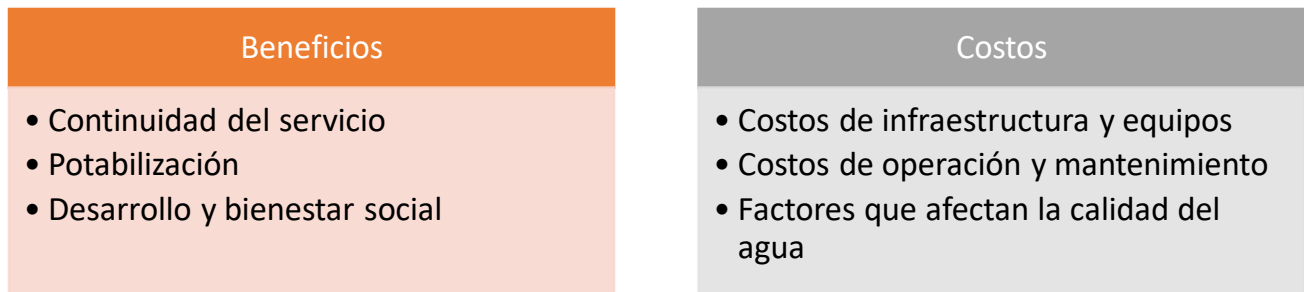 Beneficios
• Continuidad del servicio
• Potabilización
• Desarrollo y bienestar social
Costos
• Costos de infraestructura y equipos
• Costos de operación y mantenimiento
• Factores que afectan la calidad del
agua